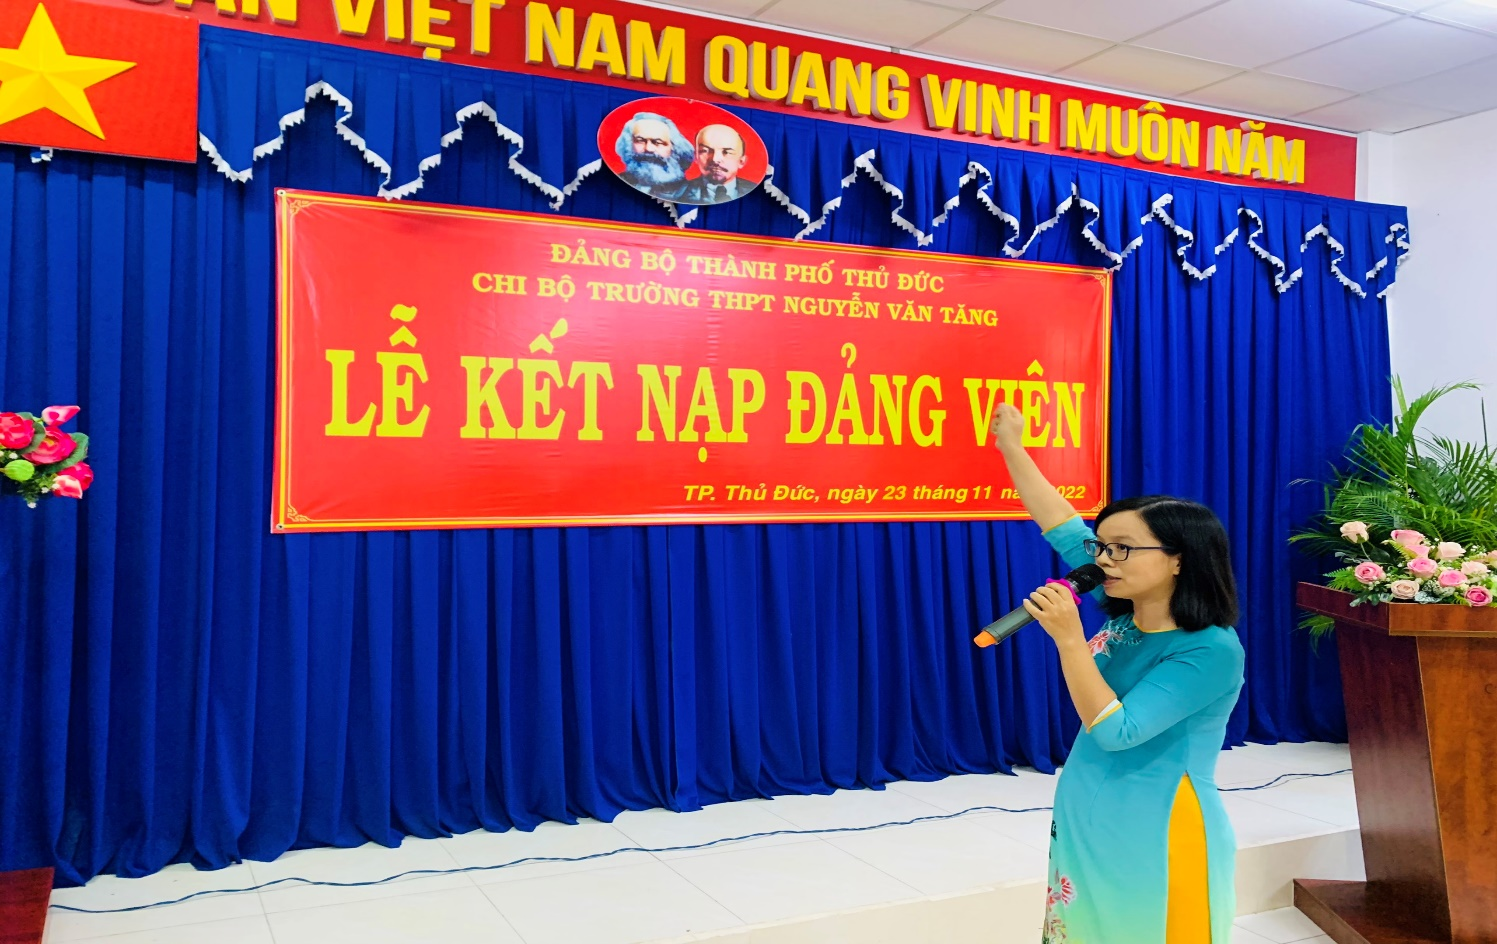 VIỆT NAM QUANG VINH MUÔN NĂM
ĐẢNG BỘ THÀNH PHỐ THỦ ĐỨC
CHI BỘ TRƯỜNG THPT NGUYỄN VĂN TĂNG
LỄ KẾT NẠP ĐẢNG VIÊN
TP. Thủ Đức, ngày 23 tháng 11 2022